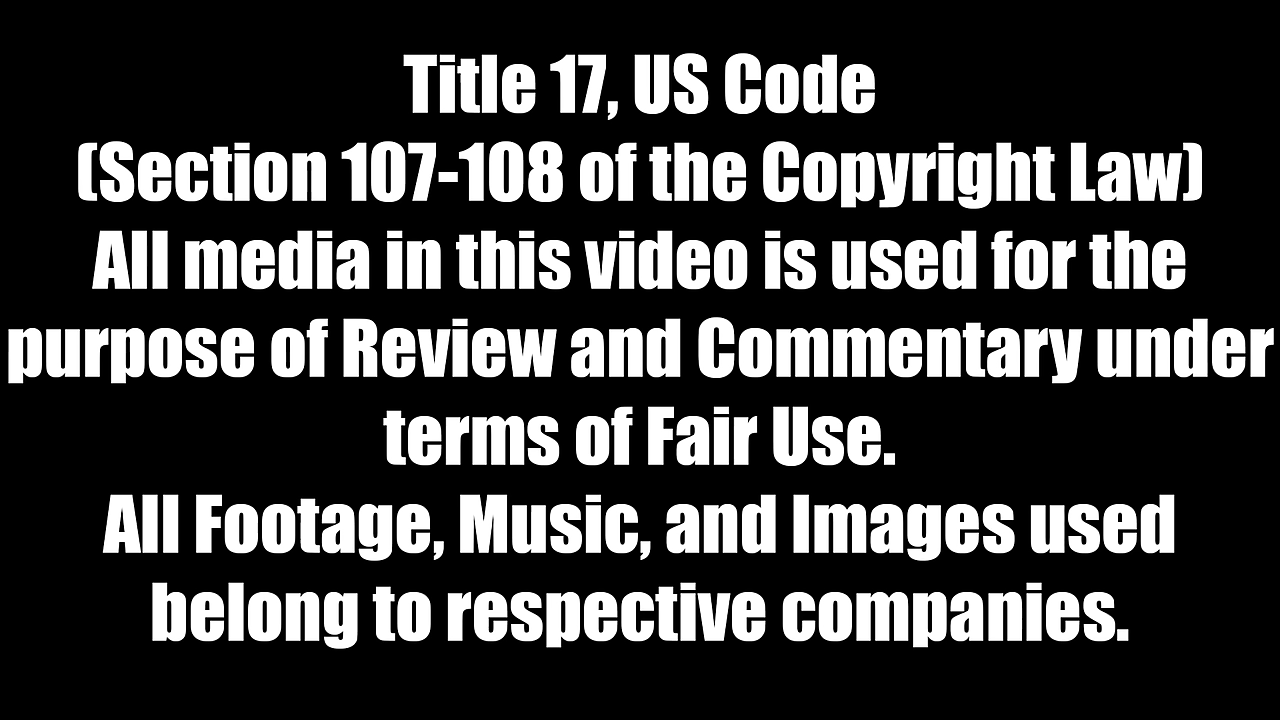 Title 17, US Code
(Section 107-108 of the Copyright Law)
All media in this video is used for the
purpose of Review and Commentary under
terms of Fair Use.
All Footage, Music, and Images used
belong to respective companies.